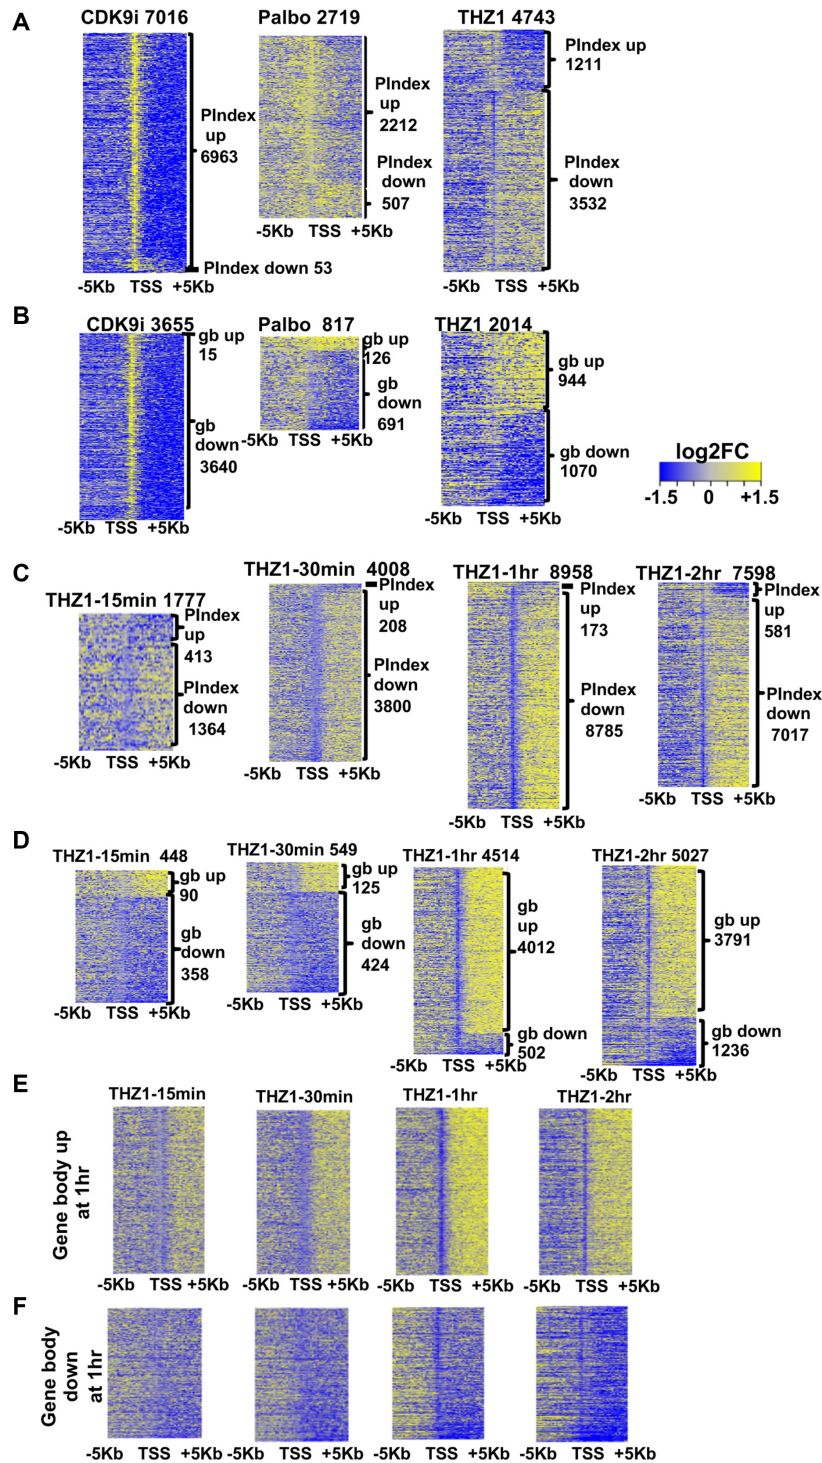 A
CDK9i 7016
Palbo 2719
THZ1 4743
PIndex
up
6963
PIndex down 53
-5Kb TSS +5Kb
PIndex
up
2212
PIndex
down
507
-5Kb TSS +5Kb
PIndex up
1211
PIndex
down
3532
-5Kb TSS +5Kb
B
CDK9i 3655
Palbo 817
THZ1 2014
gb up
15
gb
down
3640
-5Kb TSS +5Kb
gb up
126
gb
down
691
-5Kb TSS +5Kb
gb up
944
gb down
1070
-5Kb TSS +5Kb
log2FC
-1.5 0 +1.5
C
THZ1-15min 1777
THZ1-30min 4008
THZ1-1hr 8958
THZ1-2hr 7598
PIndex
up
413
PIndex
down
1364
-5Kb TSS +5Kb
PIndex
up
208
PIndex
down
3800
-5Kb TSS +5Kb
PIndex
up
173
PIndex
down
8785
-5Kb TSS +5Kb
PIndex
up
581
PIndex
down
7017
-5Kb TSS +5Kb
D
THZ1-15min 448
THZ1-30min 549
THZ1-1hr 4514
THZ1-2hr 5027
gb up
90
gb
down
358
-5Kb TSS +5Kb
gb up
125
gb
down
424
-5Kb TSS +5Kb
gb
up
4012
gb down
502
-5Kb TSS +5Kb
gb up
3791
gb down
1236
-5Kb TSS +5Kb
E
THZ1-15min
THZ1-30min
THZ1-1hr
THZ1-2hr
Gene body up
at 1hr
-5Kb TSS +5Kb
-5Kb TSS +5Kb
-5Kb TSS +5Kb
-5Kb TSS +5Kb
F
Gene body
down
at 1hr
-5Kb TSS +5Kb
-5Kb TSS +5Kb
-5Kb TSS +5Kb
-5Kb TSS +5Kb